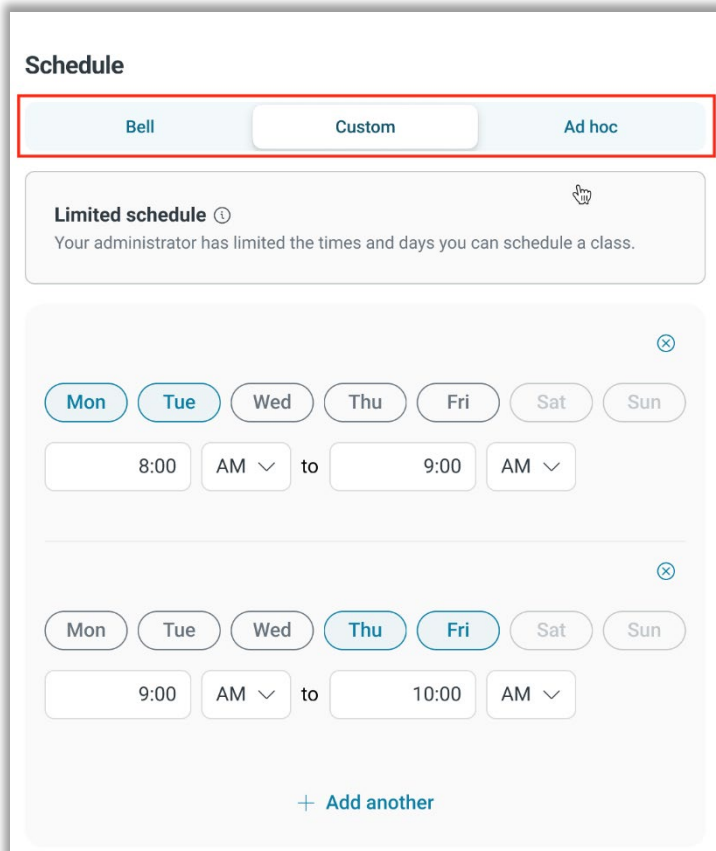 Schedule
Bell Custom Ad hoc
Limited schedule
Your administrator has limited the times and days you can schedule a class.
Mon Tue Wed Thu Fri Sat Sun
8:00 AM to 9:00 AM
Mon Tue Wed Thu Fri Sat Sun
9:00 AM to 10:00 AM
+ Add another